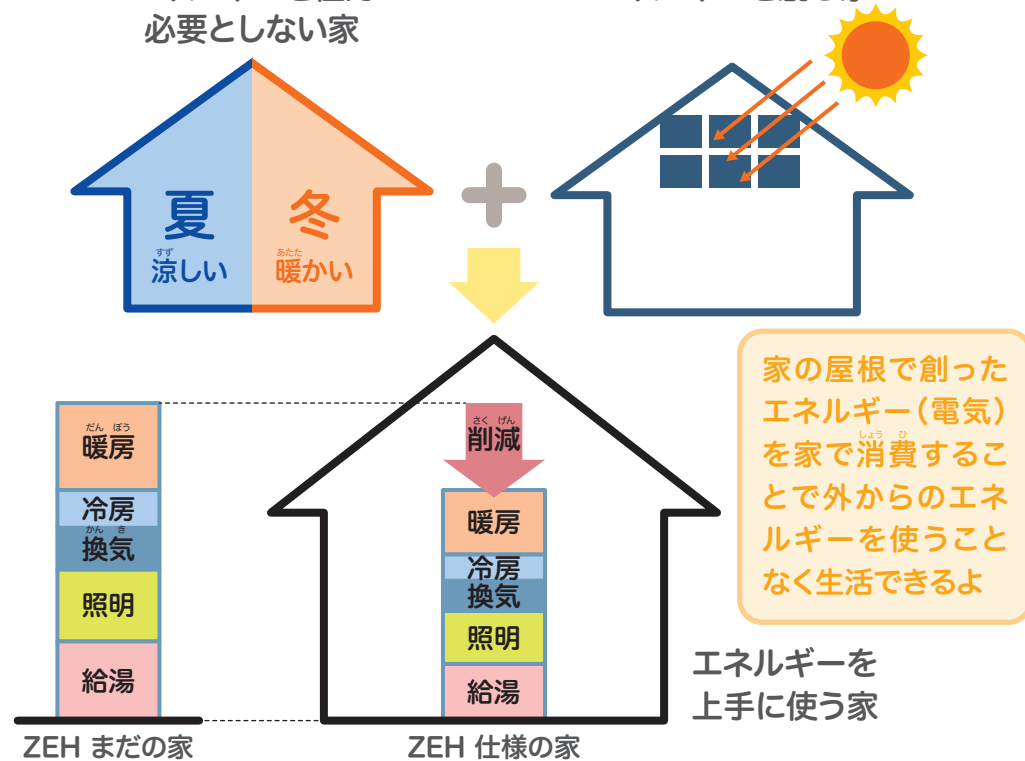 必要としない家
夏
すず
涼しい
冬
あたた
暖かい
家の屋根で創った
エネルギー(電気)
しょう ひ
を家で消費するこ
とで外からのエネ
ルギーを使うこと
なく生活できるよ
さく げん
削減
だん ぼう
暖房
冷房
かん き
換気
照明
給湯
暖房
冷房
換気
照明
給湯
エネルギーを
上手に使う家
ZEH まだの家
ZEH 仕様の家